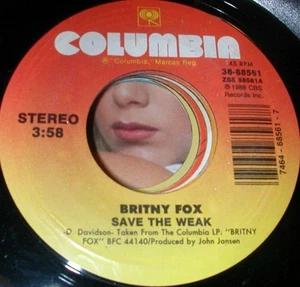 COLUMBIA
® "Columbia," Marcas Reg.
45 RPM
38-68561
ZSS 68561A
℗ 1988 CBS
Records Inc.
STEREO
3:58
7464-68561-7
BRITNY FOX
SAVE THE WEAK
-D. Davidson- Taken From The Columbia LP: "BRITNY
FOX" BFC 44140/Produced by John Jansen